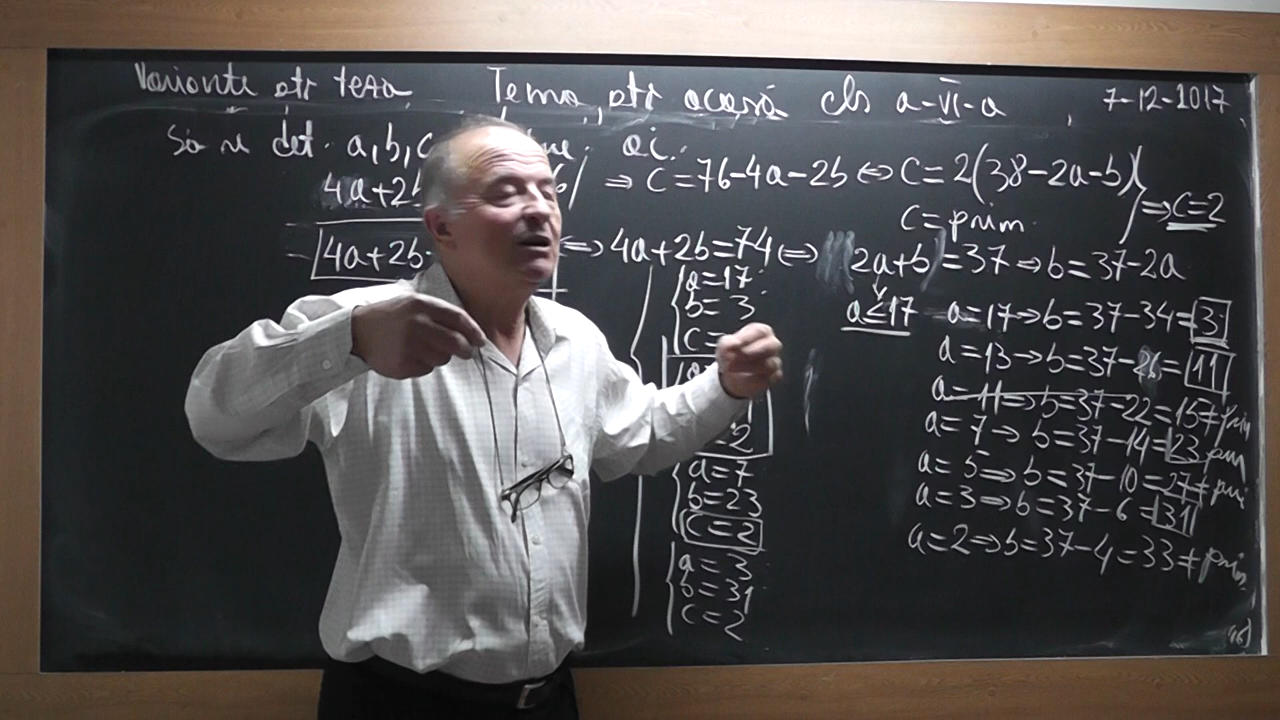 Variante ptr teza Tema ptr acasă cls a-VI-a 7-12-1017
Să se det. a, b, c
4a+2b ⇒ c=76-4a-2b ⇔ c=2(38-2a-b)
c=prim ⇒ c=2
4a+2b ⇔ 4a+2b=74 ⇔ 2a+b=37 ⇒ b=37-2a
a≤17
a=17⇒b=37-34=3
a=13→b=37-26=11
a=11⇒b=37-22=15≠prim
a=7→b=37-14=23 prim
a=5⇒b=37-10=27≠prim
a=3⇒b=37-6=31
a=2⇒b=37-4=33≠prim
a=17
b=3
c=
=2
a=7
b=23
c=2
a=3
b=31
c=2